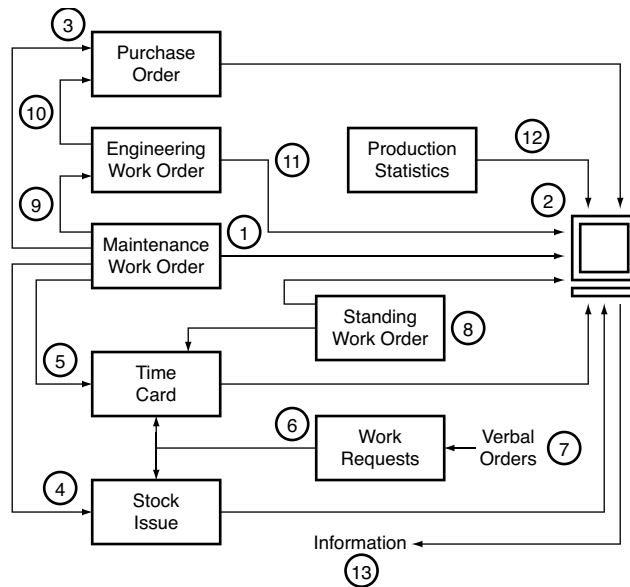 3
Purchase
Order
10
Engineering
Work Order
11
Production
Statistics
12
9
1
2
Maintenance
Work Order
Standing
Work Order
8
5
Time
Card
6
Work
Requests
Verbal
Orders
7
4
Stock
Issue
Information
13